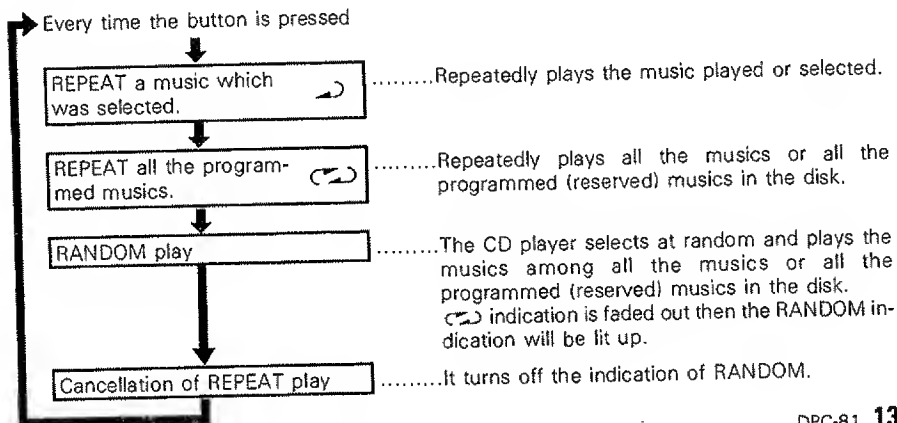 Every time the button is pressed
REPEAT a music which
was selected.
.........Repeatedly plays the music played or selected.
REPEAT all the program-
med musics.
.........Repeatedly plays all the musics or all the
programmed (reserved) musics in the disk.
RANDOM play
.........The CD player selects at random and plays the
musics among all the musics or all the
programmed (reserved) musics in the disk.
indication is faded out then the RANDOM in-
dication will be lit up.
Cancellation of REPEAT play
.........It turns off the indication of RANDOM.
DPC-81 13